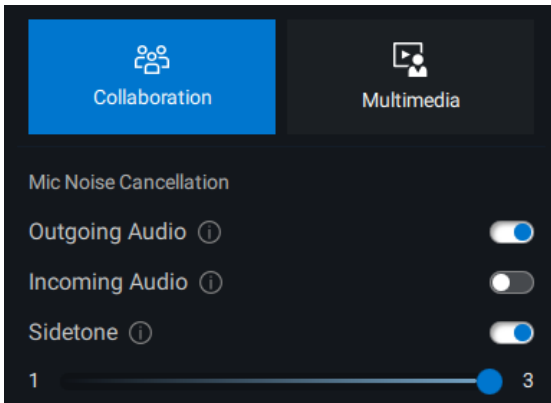 Collaboration
Multimedia
Mic Noise Cancellation
Outgoing Audio
Incoming Audio
Sidetone
1 3